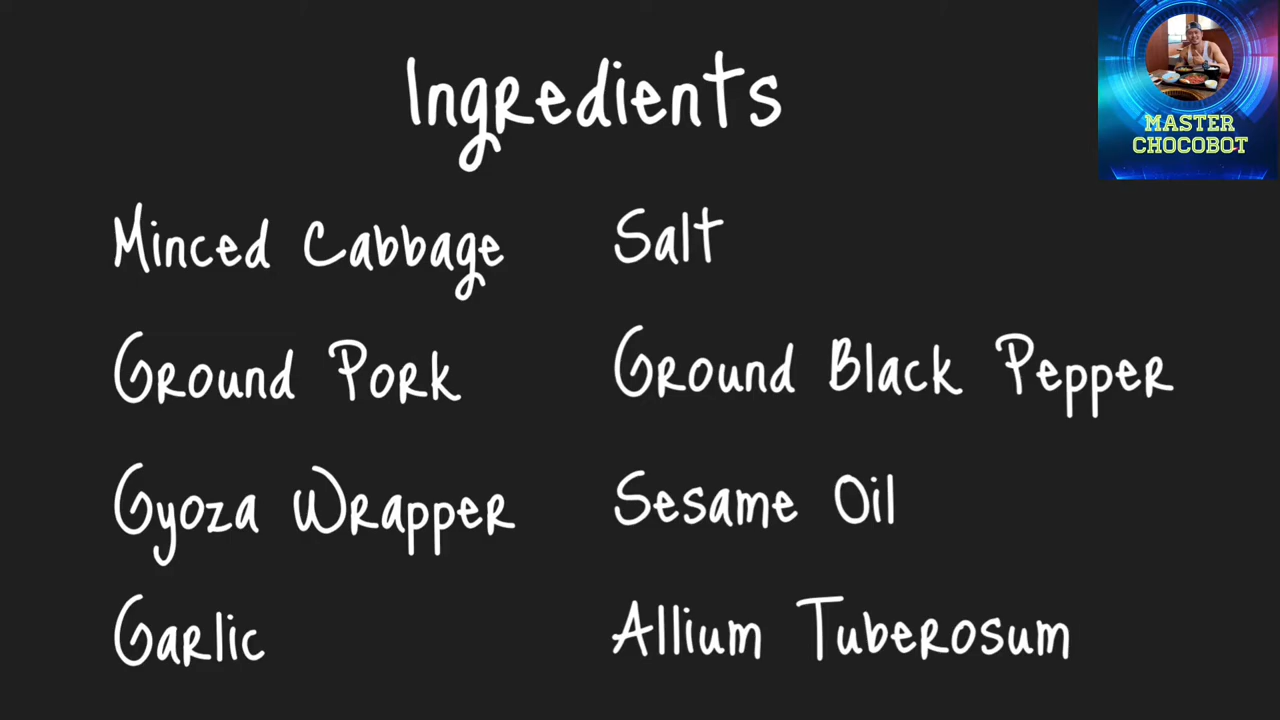 Ingredients
MASTER
CHOCOBOT
Minced Cabbage
Ground Pork
Gyoza Wrapper
Garlic
Salt
Ground Black Pepper
Sesame Oil
Allium Tuberosum